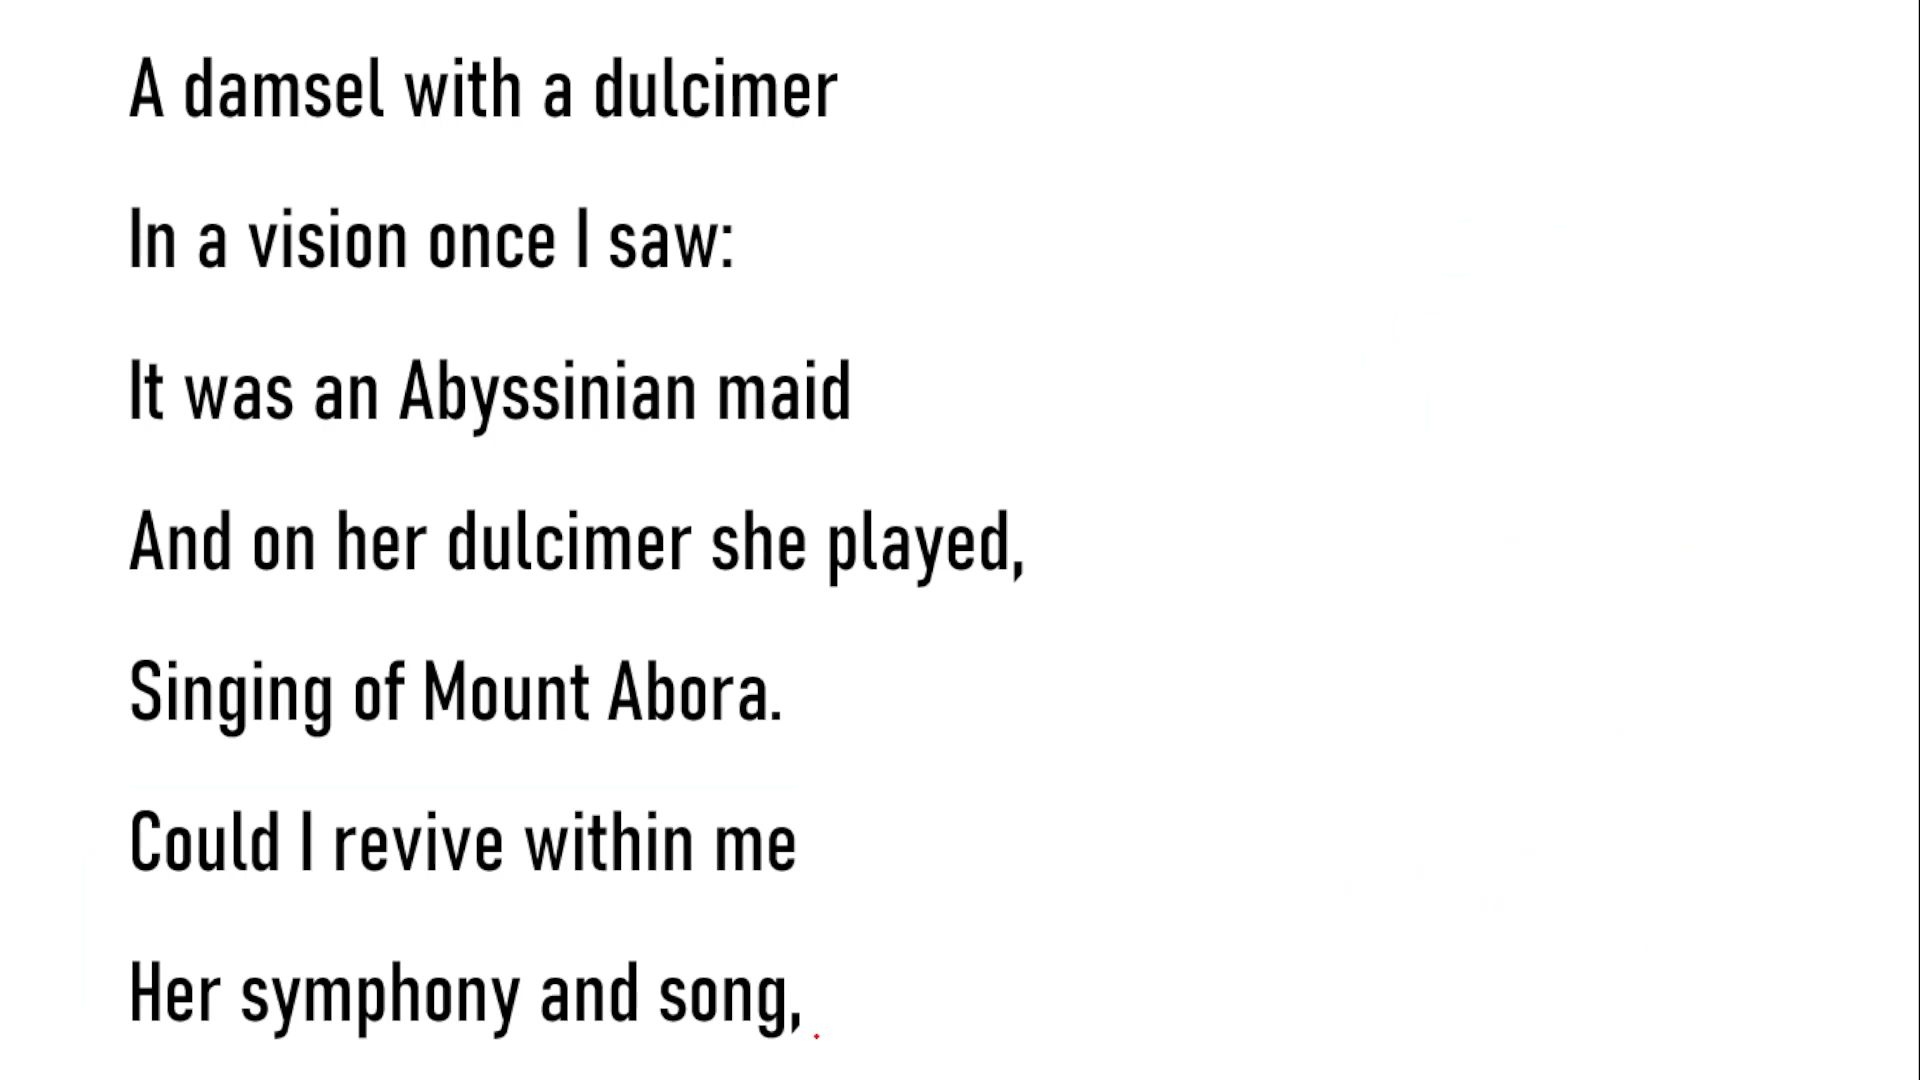 A damsel with a dulcimer
In a vision once I saw:
It was an Abyssinian maid
And on her dulcimer she played,
Singing of Mount Abora.
Could I revive within me
Her symphony and song,